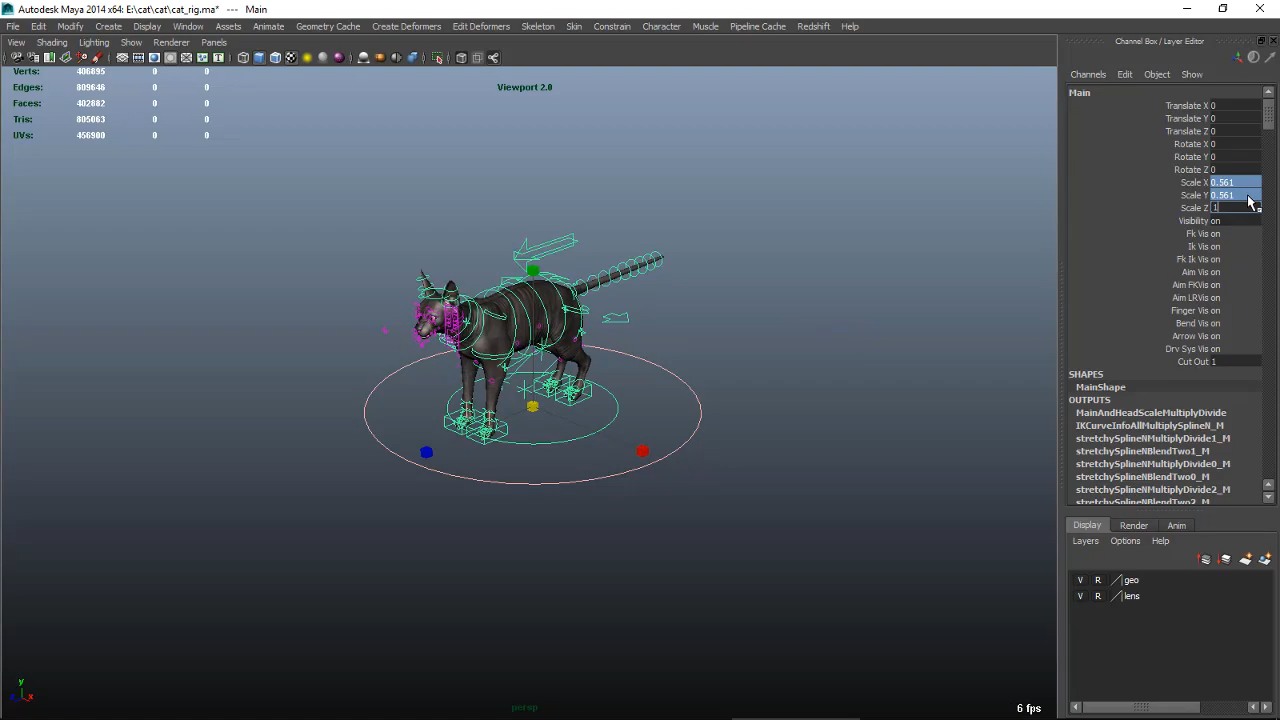 Autodesk Maya 2014 x64: E:\cat\cat\cat_rig.ma* --- Main
File Edit Modify Create Display Window Assets Animate Geometry Cache Create Deformers Edit Deformers Skeleton Skin Constrain Character Muscle Pipeline Cache Redshift Help
View Shading Lighting Show Renderer Panels
Channel Box / Layer Editor
Channels Edit Object Show
Verts: 406895 0 0
Edges: 809646 0 0
Faces: 402882 0 0
Tris: 805063 0 0
UVs: 456900 0 0
Viewport 2.0
Main
Translate X 0
Translate Y 0
Translate Z 0
Rotate X 0
Rotate Y 0
Rotate Z 0
Scale X 0.561
Scale Y 0.561
Scale Z 1
Visibility on
Fk Vis on
Ik Vis on
Fk Ik Vis on
Aim Vis on
Aim FKVis on
Aim LRVis on
Finger Vis on
Bend Vis on
Arrow Vis on
Drv Sys Vis on
Cut Out 1
SHAPES
MainShape
OUTPUTS
MainAndHeadScaleMultiplyDivide
IKCurveInfoAllMultiplySplineN_M
stretchySplineNMultiplyDivide1_M
stretchySplineNBlendTwo1_M
stretchySplineNMultiplyDivide0_M
stretchySplineNBlendTwo0_M
stretchySplineNMultiplyDivide2_M
stretchySplineNBlendTwo2_M
Display Render Anim
Layers Options Help
V R geo
V R lens
y
z x
persp
6 fps